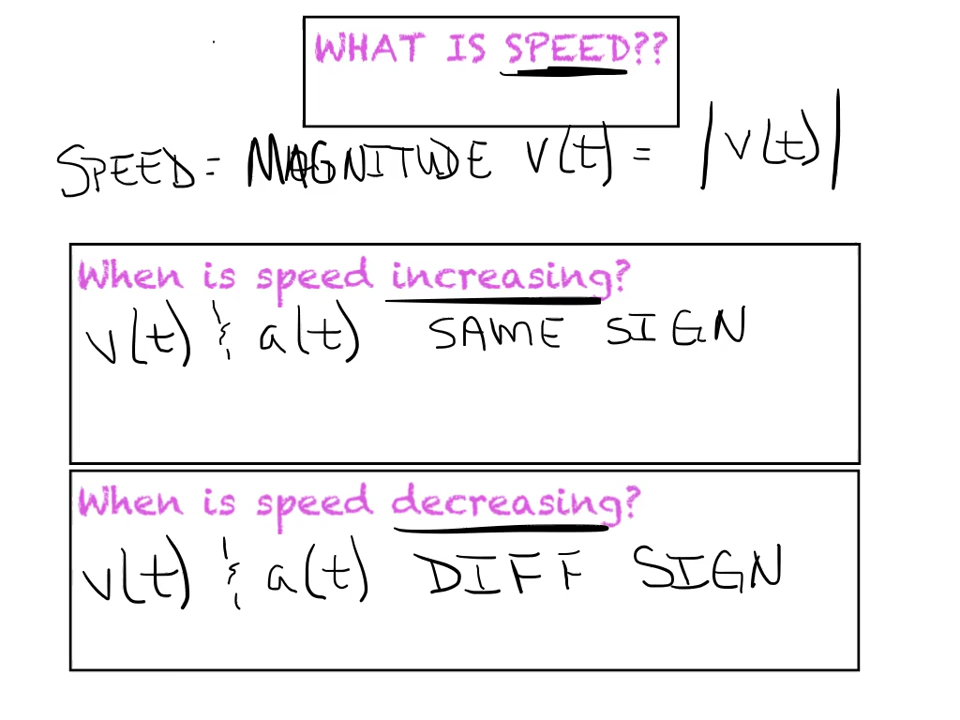 WHAT IS SPEED??
SPEED = MAGNITUDE V(t) = |V(t)|
When is speed increasing?
v(t) & a(t) SAME SIGN
When is speed decreasing?
v(t) & a(t) DIFF SIGN